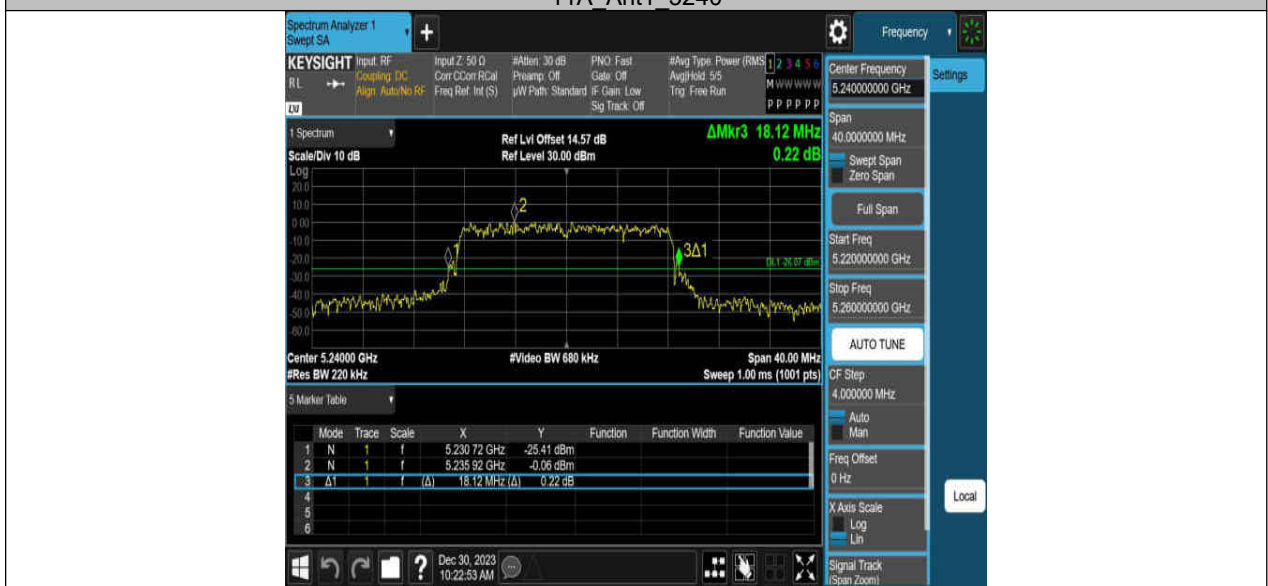 11A_Ant1_5240
Spectrum Analyzer 1
Swept SA
+
Frequency
KEYSIGHT
RL
LXI
Input: RF
Coupling: DC
Align: Auto/No RF
Input Z: 50 Ω
Corr CCorr RCal
Freq Ref: Int (S)
#Atten: 30 dB
Preamp: Off
µW Path: Standard
PNO: Fast
Gate: Off
IF Gain: Low
Sig Track: Off
#Avg Type: Power (RMS
Avg|Hold: 5/5
Trig: Free Run
1 2 3 4 5 6
M W W W W W
P P P P P P
Center Frequency
5.240000000 GHz
Settings
Span
40.0000000 MHz
Swept Span
Zero Span
Full Span
Start Freq
5.220000000 GHz
Stop Freq
5.260000000 GHz
AUTO TUNE
CF Step
4.000000 MHz
Auto
Man
Freq Offset
0 Hz
X Axis Scale
Log
Lin
Signal Track
(Span Zoom)
Local
1 Spectrum
Ref Lvl Offset 14.57 dB
ΔMkr3 18.12 MHz
Scale/Div 10 dB
Ref Level 30.00 dBm
0.22 dB
Log
20.0
10.0
0.00
-10.0
-20.0
-30.0
-40.0
-50.0
-60.0
1
2
3Δ1
DL1 -26.07 dBm
Center 5.24000 GHz
#Video BW 680 kHz
Span 40.00 MHz
#Res BW 220 kHz
Sweep 1.00 ms (1001 pts)
5 Marker Table
Mode Trace Scale X Y Function Function Width Function Value
1 N 1 f 5.230 72 GHz -25.41 dBm
2 N 1 f 5.235 92 GHz -0.06 dBm
3 Δ1 1 f (Δ) 18.12 MHz (Δ) 0.22 dB
4
5
6
?
Dec 30, 2023
10:22:53 AM